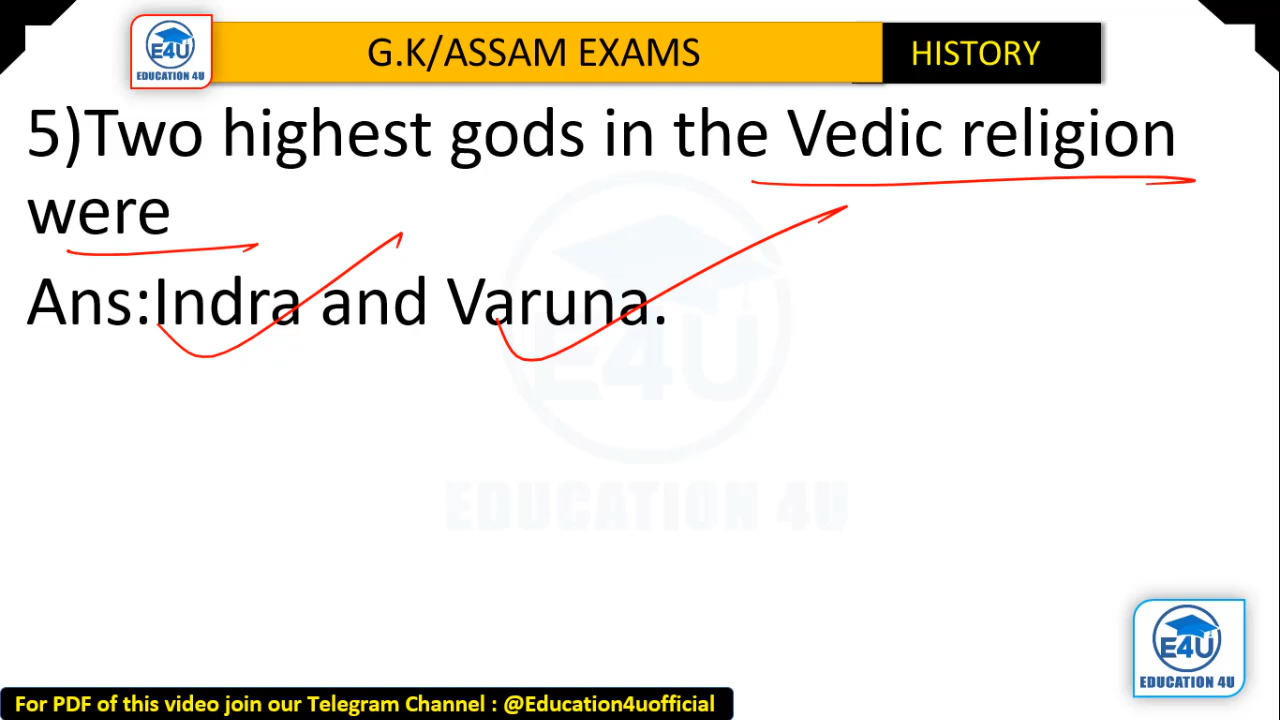 E4U
EDUCATION 4U
G.K/ASSAM EXAMS
HISTORY
5)Two highest gods in the Vedic religion
were
Ans:Indra and Varuna.
E4U
EDUCATION 4U
E4U
EDUCATION 4U
For PDF of this video join our Telegram Channel : @Education4uofficial